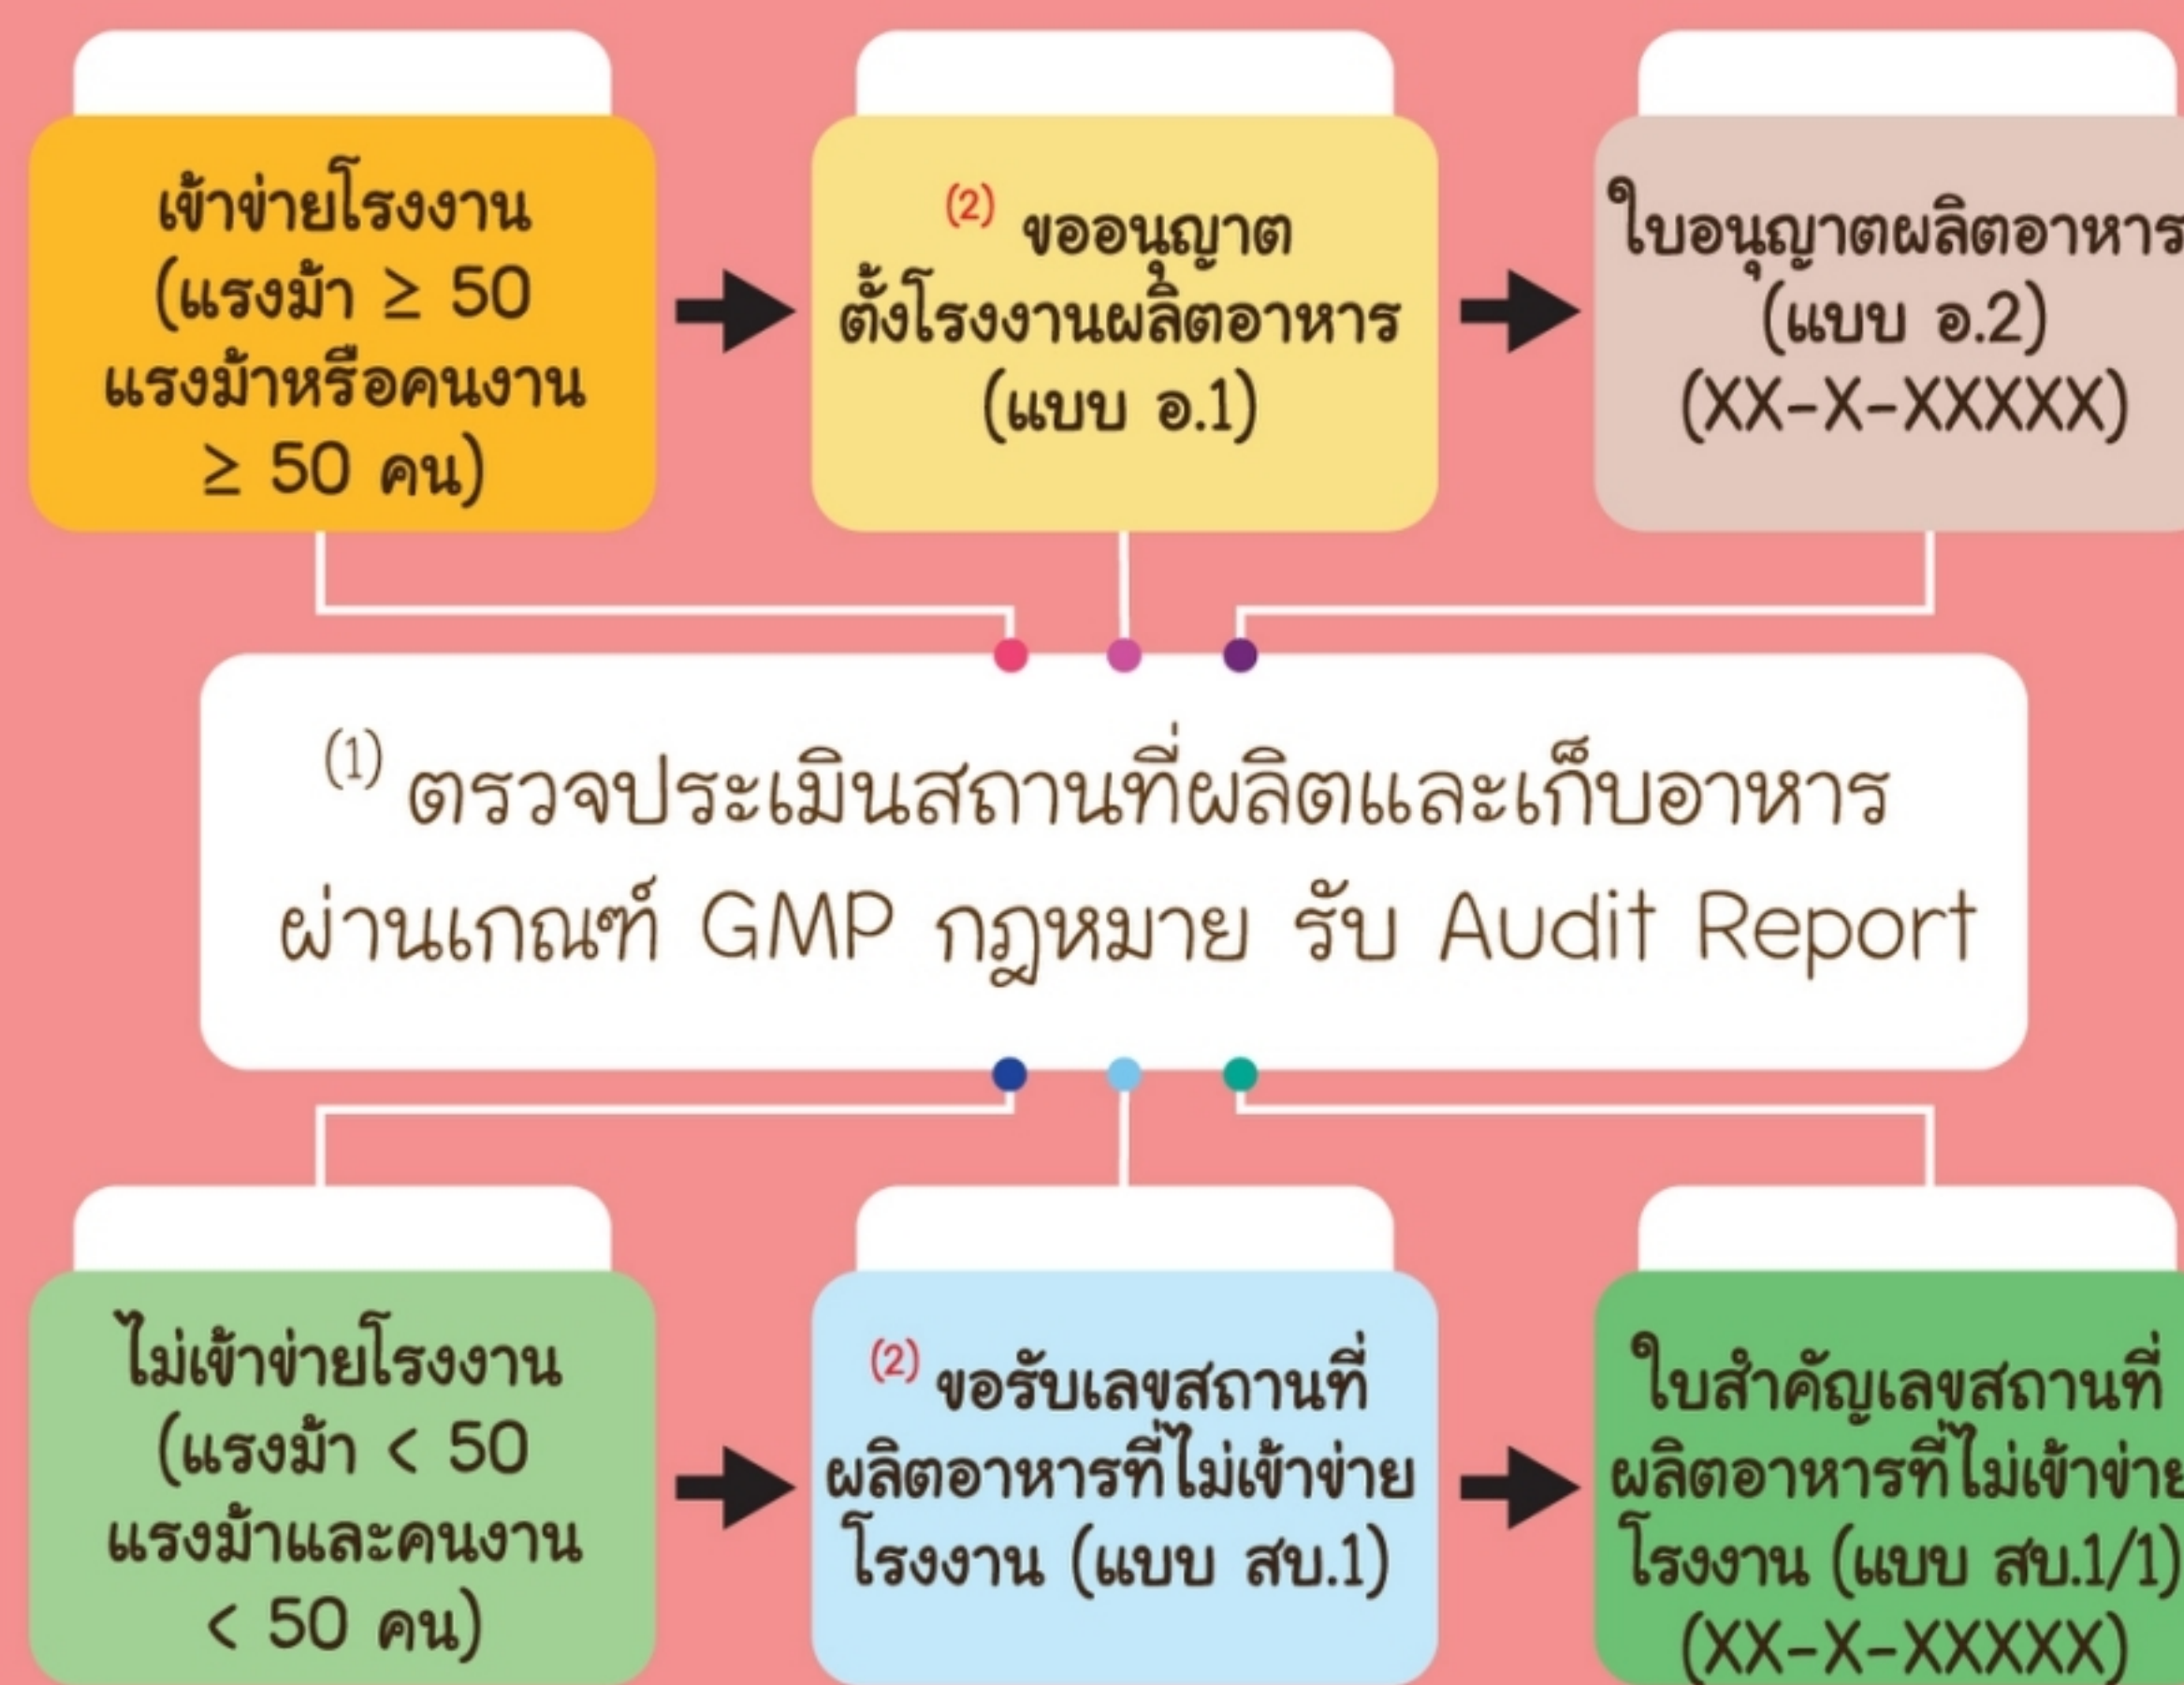 เข้าข่ายโรงงาน
(แรงม้า ≥ 50
แรงม้าหรือคนงาน
≥ 50 คน)
(2) ขออนุญาต
ตั้งโรงงานผลิตอาหาร
(แบบ อ.1)
ใบอนุญาตผลิตอาหาร
(แบบ อ.2)
(XX-X-XXXXX)
(1) ตรวจประเมินสถานที่ผลิตและเก็บอาหาร
ผ่านเกณฑ์ GMP กฎหมาย รับ Audit Report
ไม่เข้าข่ายโรงงาน
(แรงม้า < 50
แรงม้าและคนงาน
< 50 คน)
(2) ขอรับเลขสถานที่
ผลิตอาหารที่ไม่เข้าข่าย
โรงงาน (แบบ สบ.1)
ใบสำคัญเลขสถานที่
ผลิตอาหารที่ไม่เข้าข่าย
โรงงาน (แบบ สบ.1/1)
(XX-X-XXXXX)